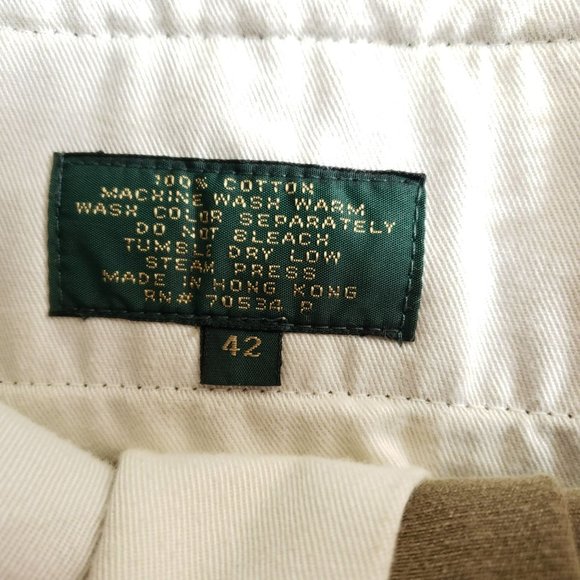 100% COTTON
MACHINE WASH WARM
WASH COLOR SEPARATELY
DO NOT BLEACH
TUMBLE DRY LOW
STEAM PRESS
MADE IN HONG KONG
RN# 70534 P
42